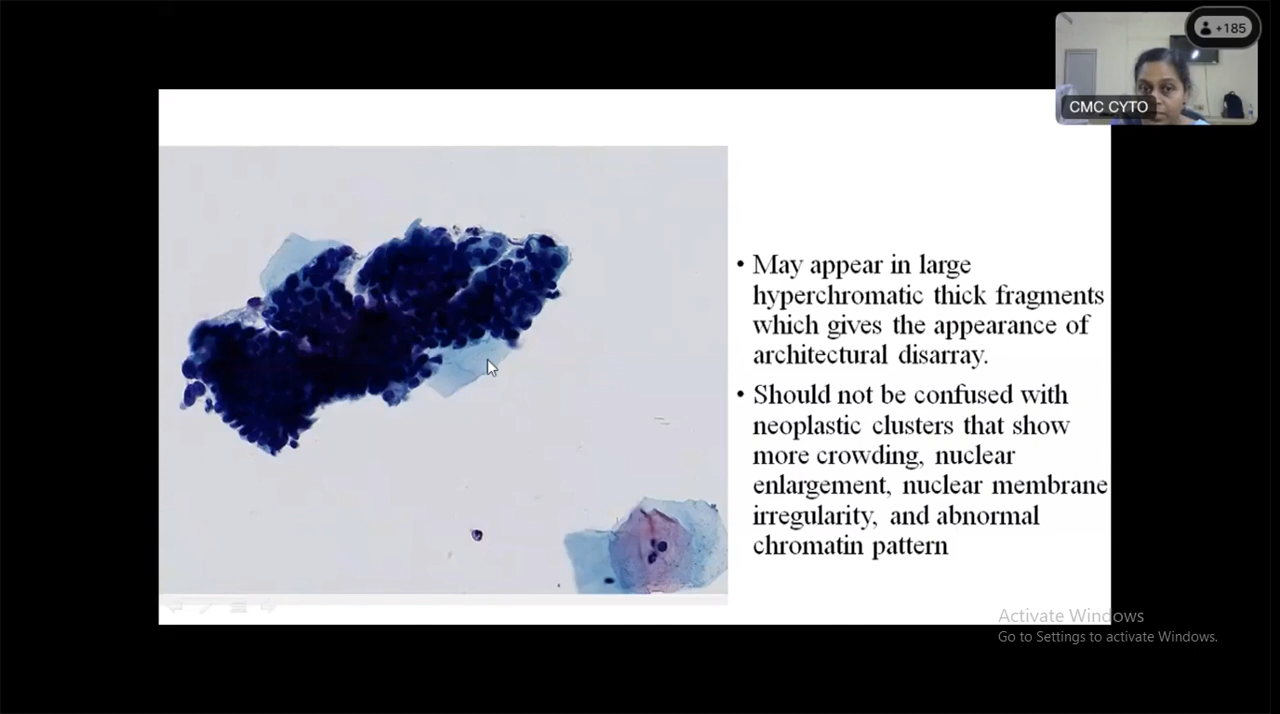 +185
CMC CYTO
• May appear in large
hyperchromatic thick fragments
which gives the appearance of
architectural disarray.
• Should not be confused with
neoplastic clusters that show
more crowding, nuclear
enlargement, nuclear membrane
irregularity, and abnormal
chromatin pattern
Activate Windows
Go to Settings to activate Windows.